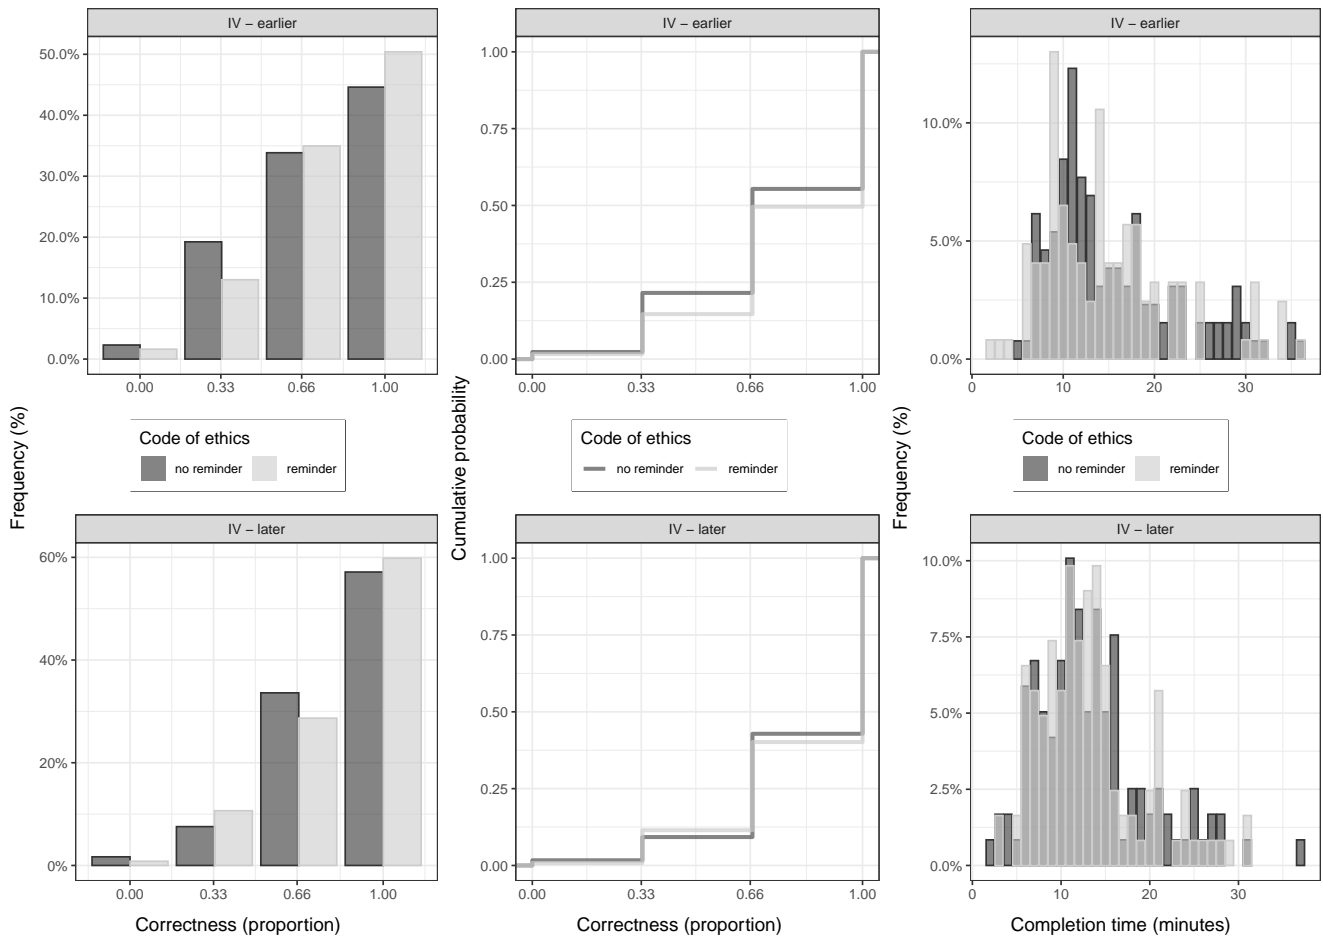 IV − earlier
50.0%
40.0%
30.0%
20.0%
10.0%
0.0%
0.00 0.33 0.66 1.00
IV − earlier
1.00
0.75
0.50
0.25
0.00
0.00 0.33 0.66 1.00
IV − earlier
10.0%
5.0%
0.0%
0 10 20 30
Frequency (%)
Code of ethics
no reminder reminder
Cumulative probability
Code of ethics
no reminder reminder
Frequency (%)
Code of ethics
no reminder reminder
IV − later
60%
40%
20%
0%
0.00 0.33 0.66 1.00
Correctness (proportion)
IV − later
1.00
0.75
0.50
0.25
0.00
0.00 0.33 0.66 1.00
Correctness (proportion)
IV − later
10.0%
7.5%
5.0%
2.5%
0.0%
0 10 20 30
Completion time (minutes)